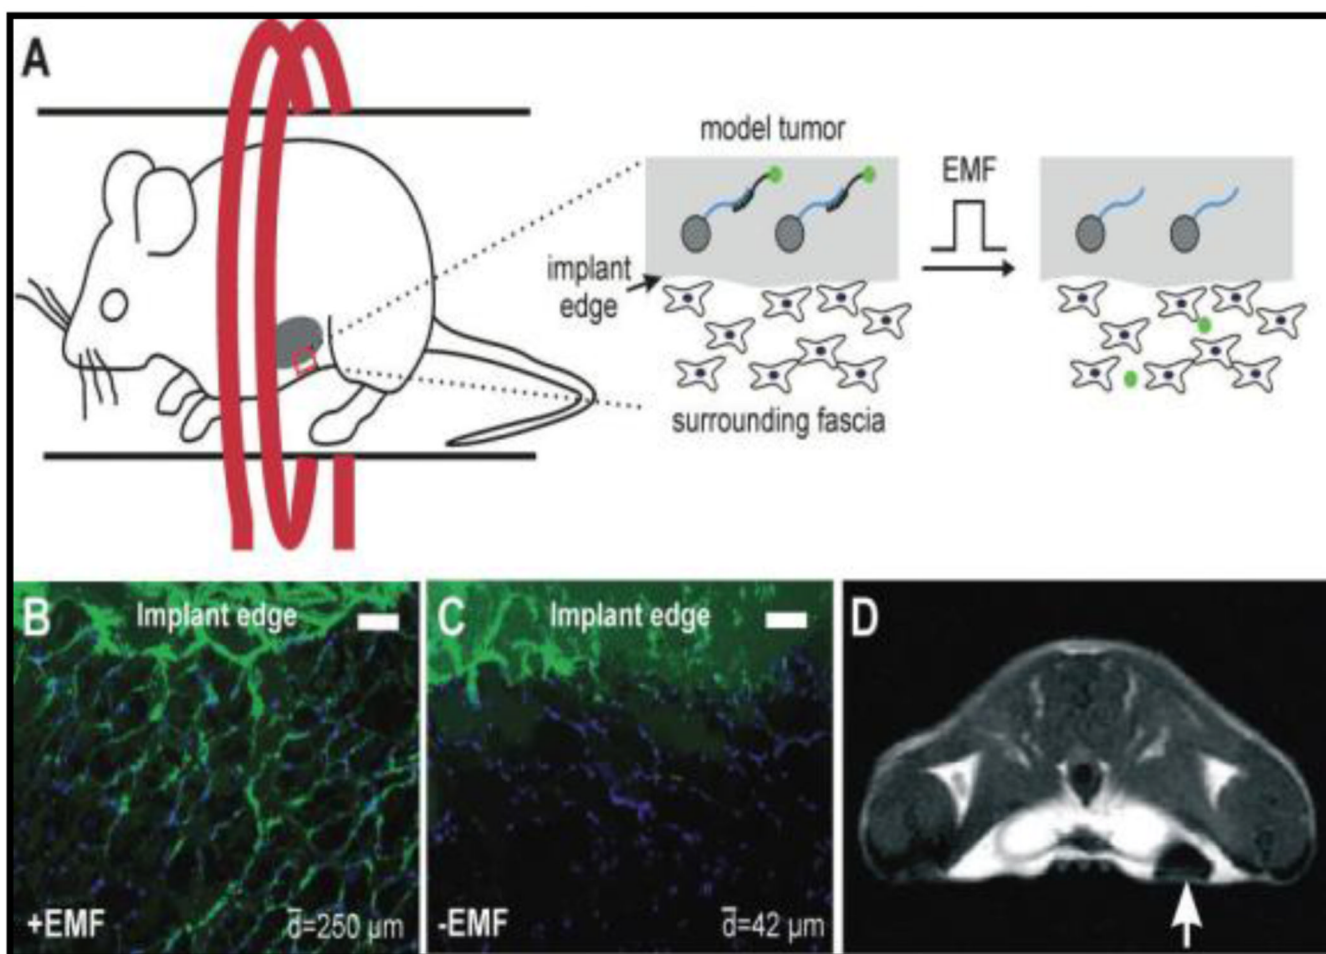 A
model tumor
EMF
implant
edge
surrounding fascia
B
Implant edge
+EMF
d̅=250 µm
C
Implant edge
-EMF
d̅=42 µm
D